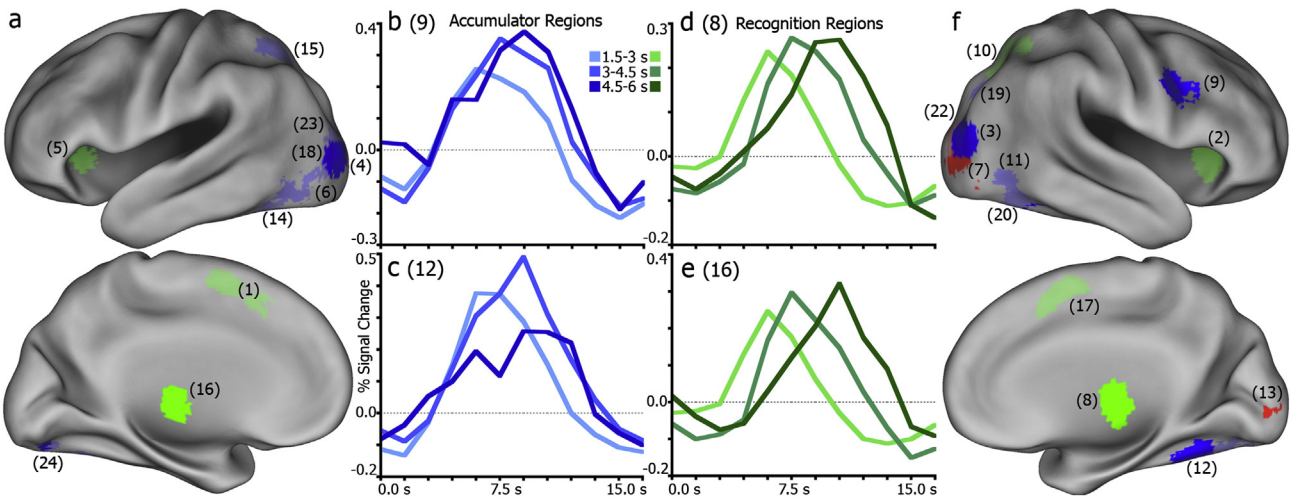 a
(15)
(5)
(23)
(18)
(4)
(6)
(14)
(1)
(16)
(24)
b (9) Accumulator Regions
0.4
0.0
-0.3
1.5-3 s
3-4.5 s
4.5-6 s
c (12)
0.5
% Signal Change
0.0
-0.2
0.0 s 7.5 s 15.0 s
d (8) Recognition Regions
0.3
0.0
-0.2
e (16)
0.4
0.0
-0.2
0.0 s 7.5 s 15.0 s
f
(10)
(9)
(19)
(22)
(3)
(2)
(7)
(11)
(20)
(17)
(8)
(13)
(12)